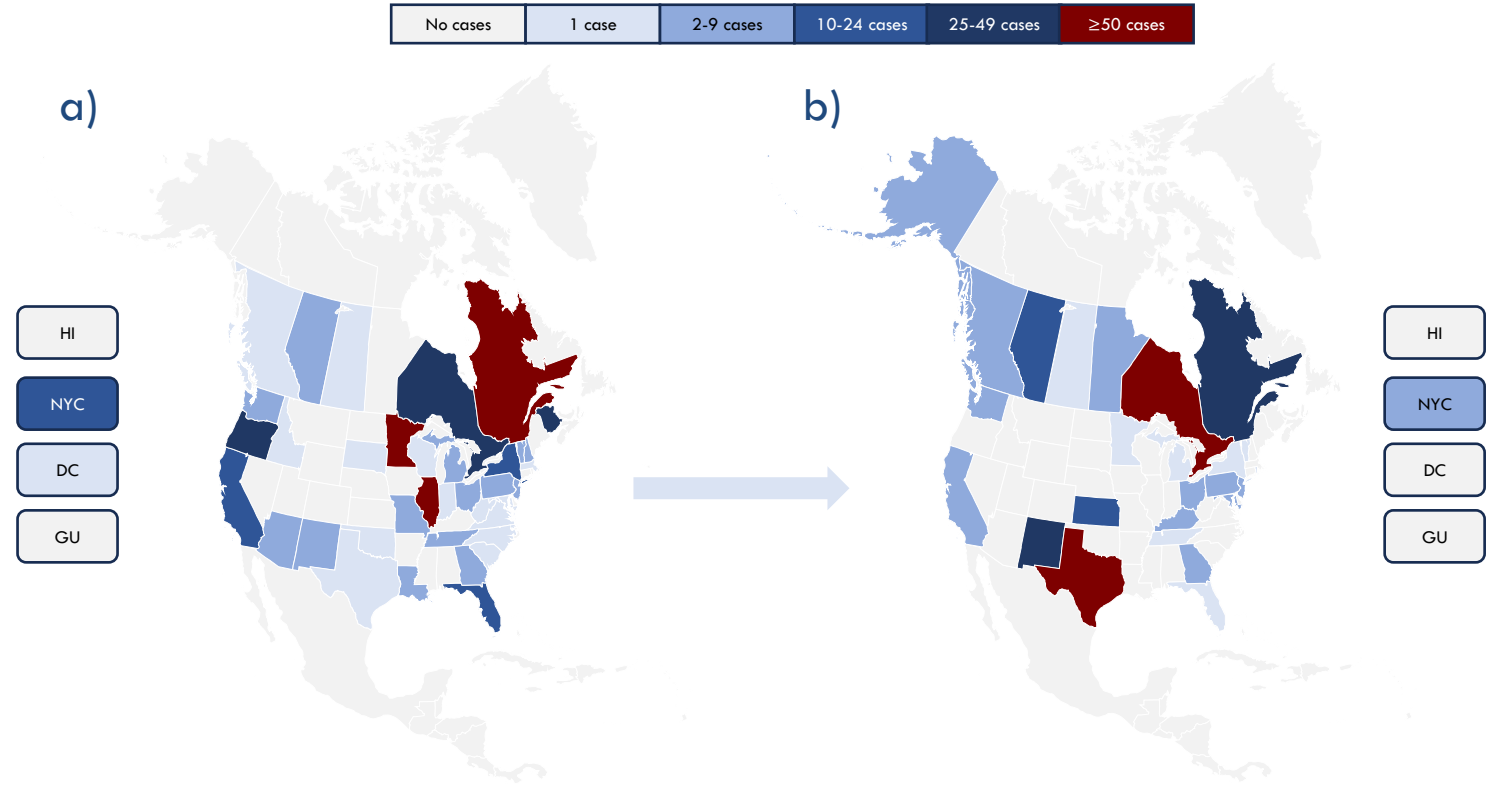 No cases
1 case
2-9 cases
10-24 cases
25-49 cases
≥50 cases
a)
b)
HI
NYC
DC
GU
HI
NYC
DC
GU